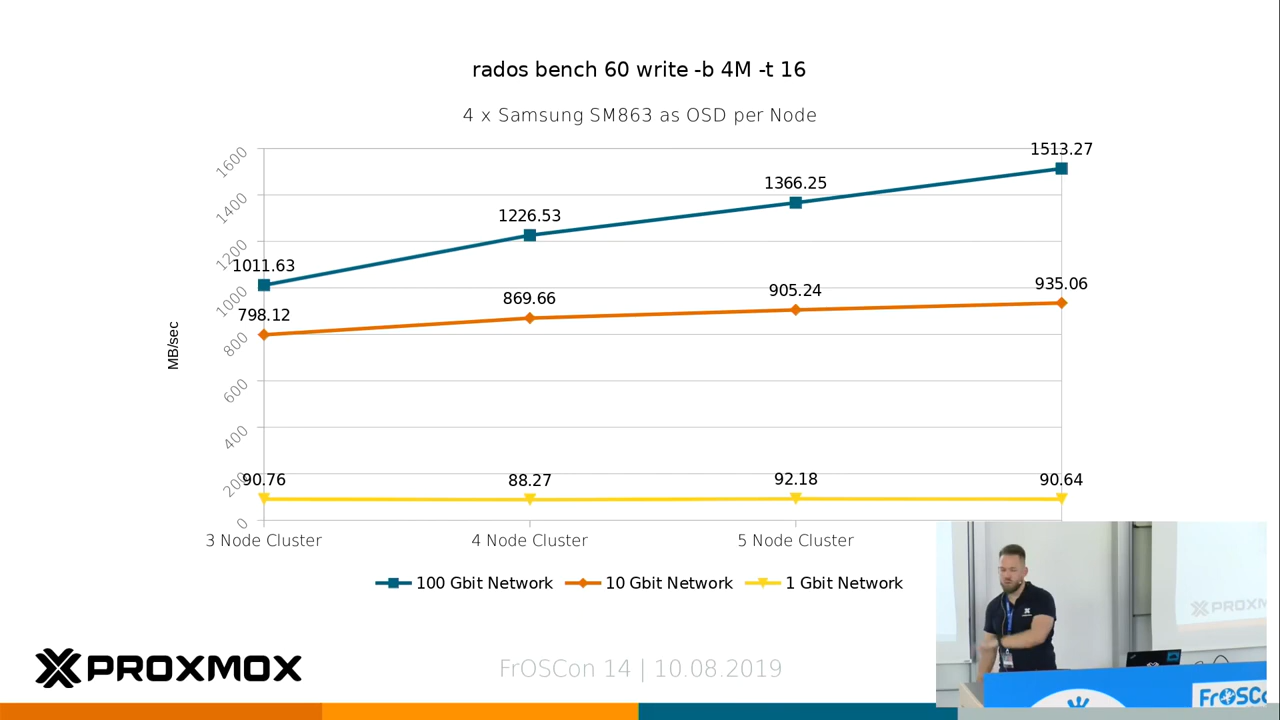 rados bench 60 write -b 4M -t 16
4 x Samsung SM863 as OSD per Node
MB/sec
1600
1400
1200
1000
800
600
400
200
0
1011.63
1226.53
1366.25
1513.27
798.12
869.66
905.24
935.06
90.76
88.27
92.18
90.64
3 Node Cluster
4 Node Cluster
5 Node Cluster
100 Gbit Network
10 Gbit Network
1 Gbit Network
PROXMOX
FrOSCon 14 | 10.08.2019
PROXM
FrOSC